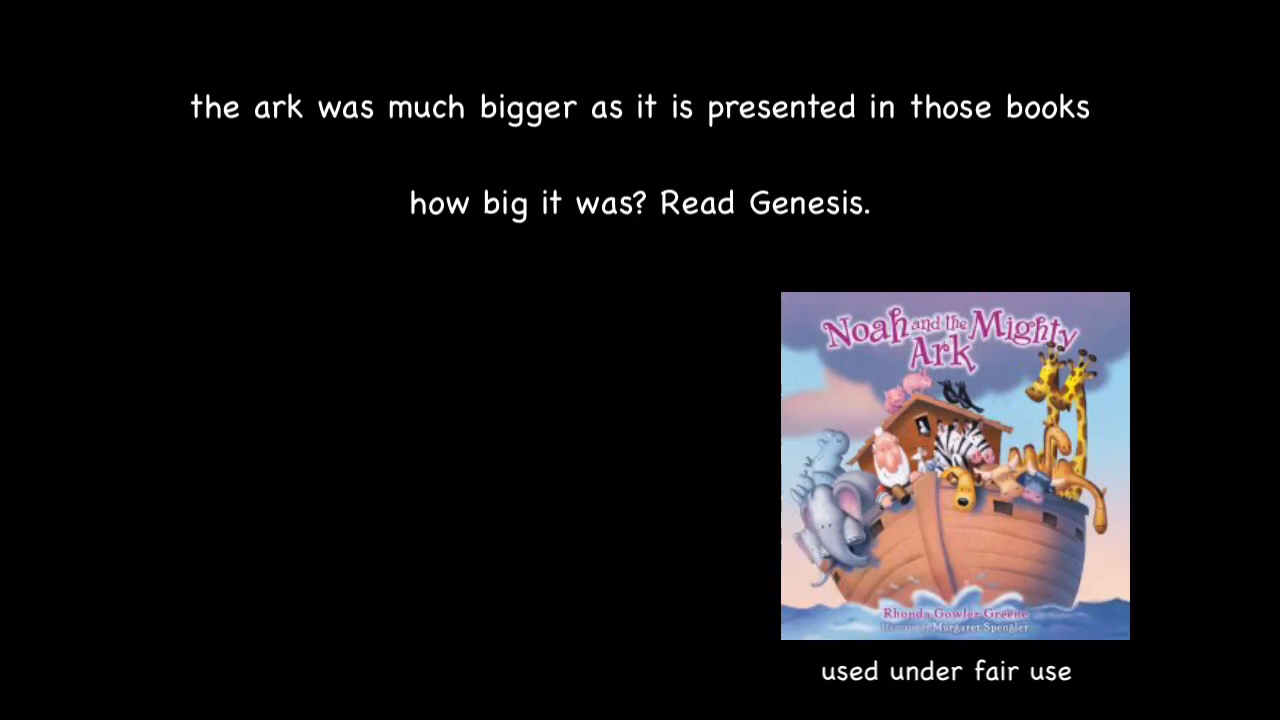 the ark was much bigger as it is presented in those books
how big it was? Read Genesis.
Noah and the Mighty
Ark
Rhonda Gowler Greene
Margaret Spengler
used under fair use